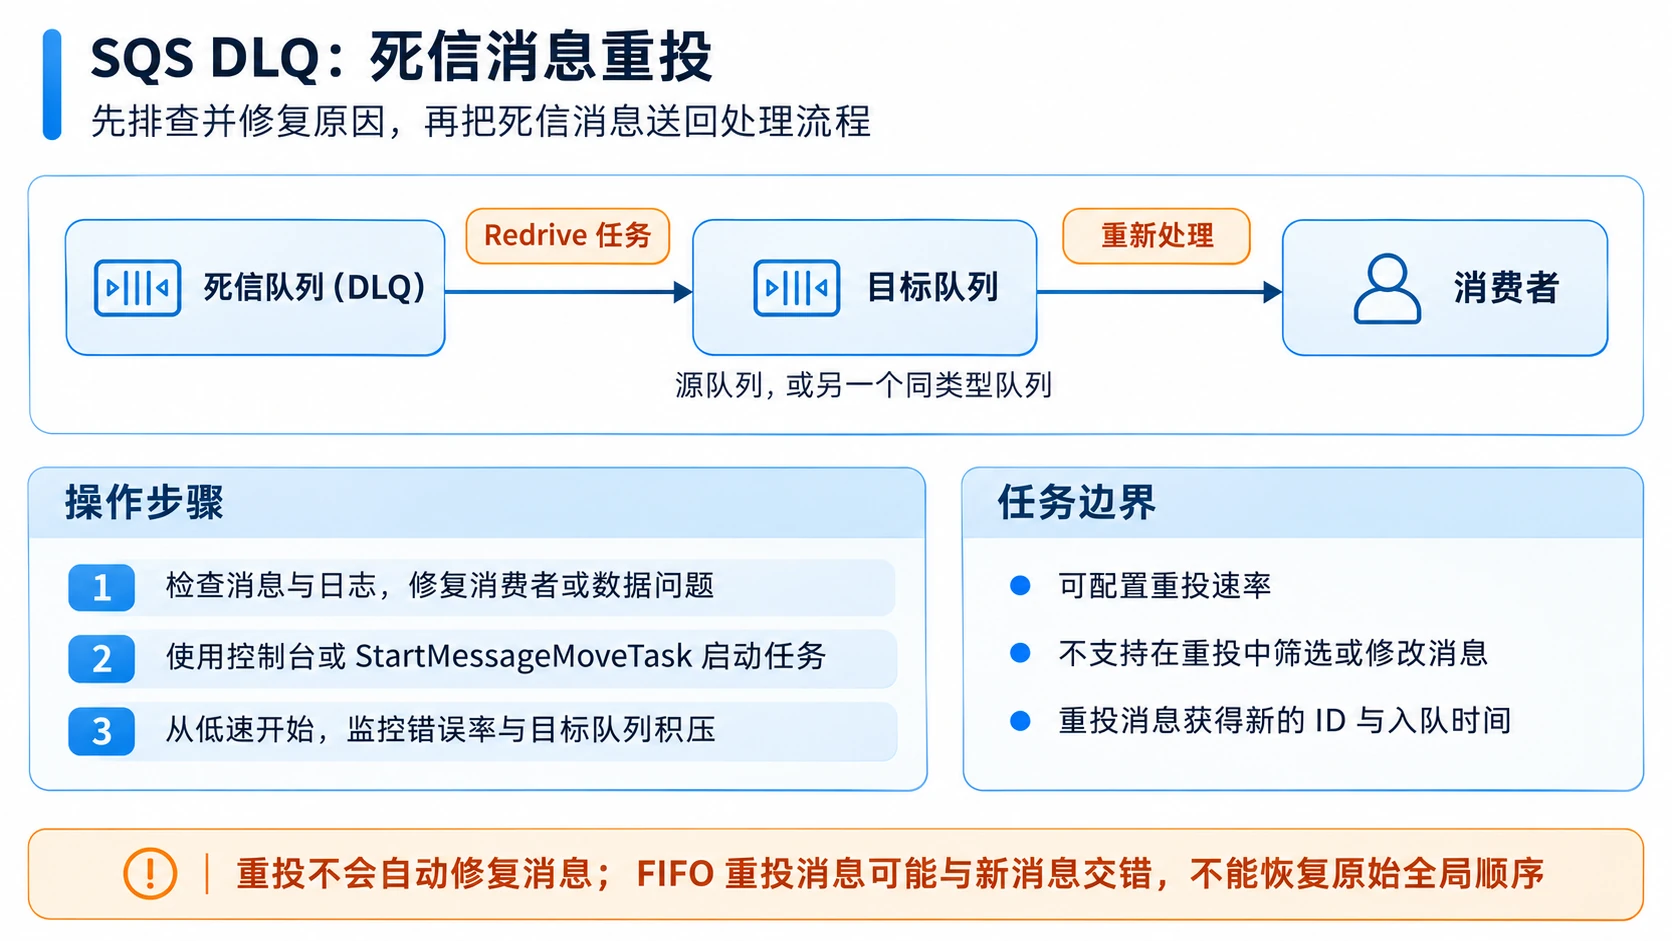 SQS DLQ：死信消息重投
先排查并修复原因，再把死信消息送回处理流程
死信队列（DLQ）
Redrive 任务
目标队列
重新处理
消费者
源队列，或另一个同类型队列
操作步骤
1 检查消息与日志，修复消费者或数据问题
2 使用控制台或 StartMessageMoveTask 启动任务
3 从低速开始，监控错误率与目标队列积压
任务边界
可配置重投速率
不支持在重投中筛选或修改消息
重投消息获得新的 ID 与入队时间
重投不会自动修复消息；FIFO 重投消息可能与新消息交错，不能恢复原始全局顺序